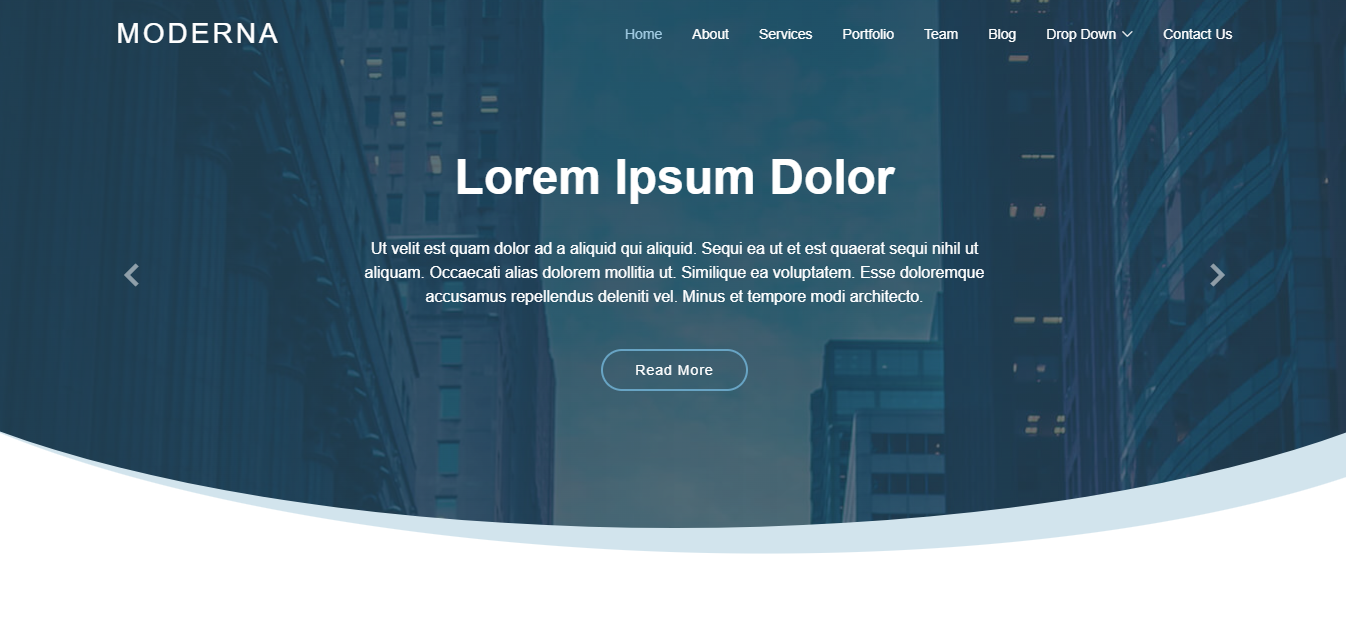 MODERNA
Home About Services Portfolio Team Blog Drop Down Contact Us
Lorem Ipsum Dolor
Ut velit est quam dolor ad a aliquid qui aliquid. Sequi ea ut et est quaerat sequi nihil ut
aliquam. Occaecati alias dolorem mollitia ut. Similique ea voluptatem. Esse doloremque
accusamus repellendus deleniti vel. Minus et tempore modi architecto.
Read More